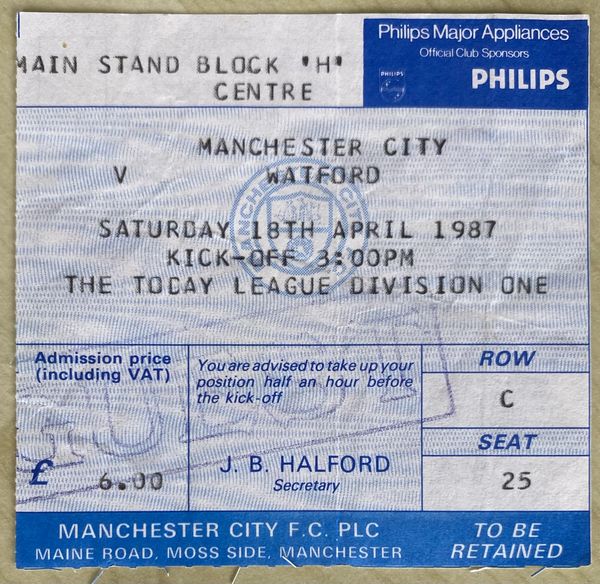 MAIN STAND BLOCK "H"
CENTRE
Philips Major Appliances
Official Club Sponsors
PHILIPS
PHILIPS
MANCHESTER CITY
V WATFORD
SATURDAY 18TH APRIL 1987
KICK-OFF 3:00PM
THE TODAY LEAGUE DIVISION ONE
Admission price
(including VAT)
£ 6.00
You are advised to take up your
position half an hour before
the kick-off
J. B. HALFORD
Secretary
ROW
C
SEAT
25
MANCHESTER CITY F.C. PLC
MAINE ROAD, MOSS SIDE, MANCHESTER
TO BE
RETAINED